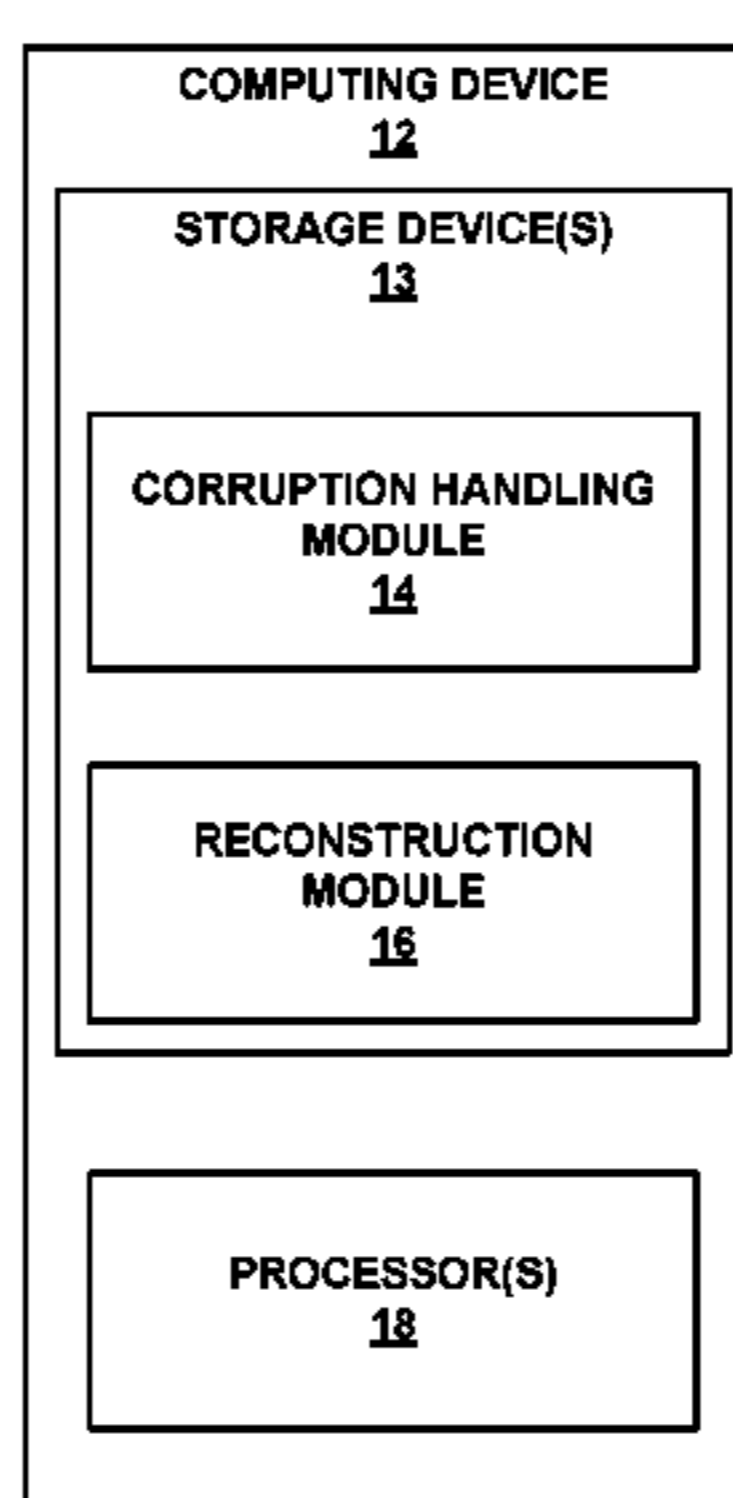 COMPUTING DEVICE
12
STORAGE DEVICE(S)
13
CORRUPTION HANDLING
MODULE
14
RECONSTRUCTION
MODULE
16
PROCESSOR(S)
18